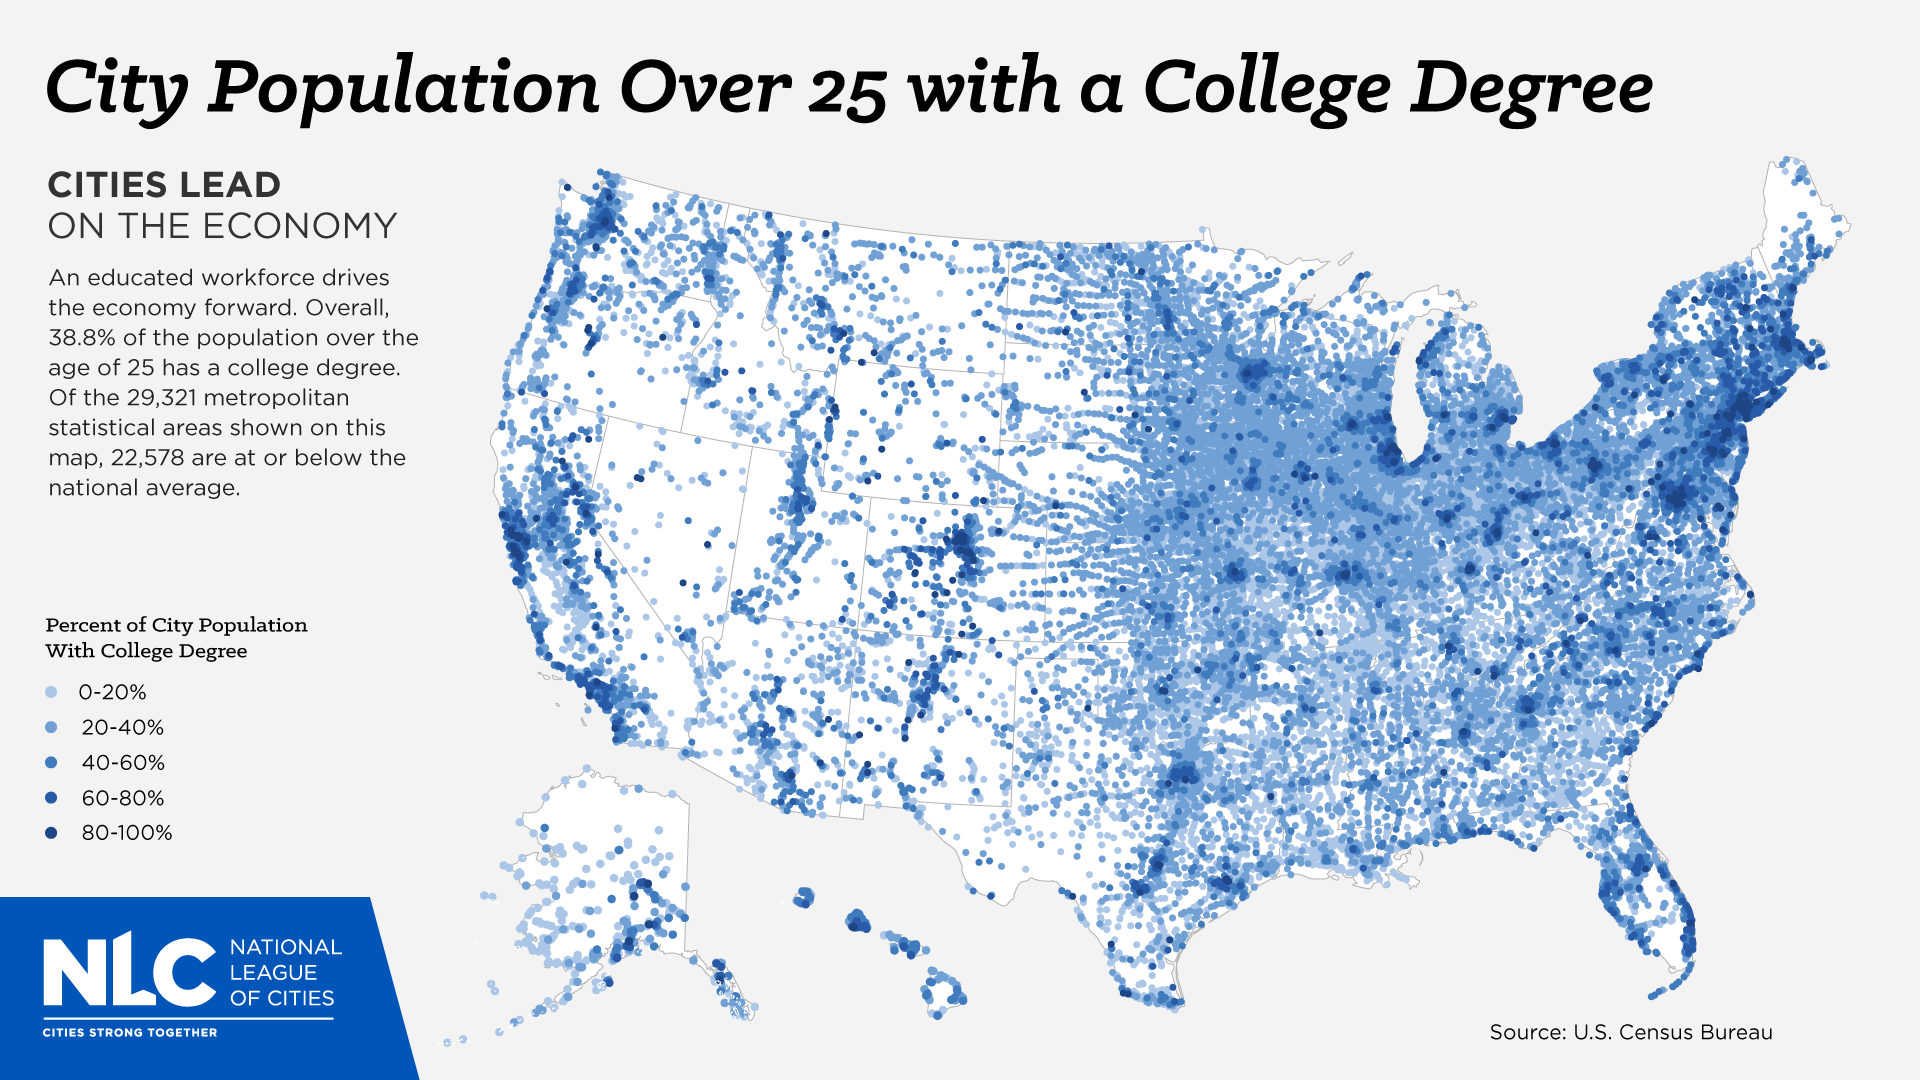 City Population Over 25 with a College Degree
CITIES LEAD
ON THE ECONOMY
An educated workforce drives
the economy forward. Overall,
38.8% of the population over the
age of 25 has a college degree.
Of the 29,321 metropolitan
statistical areas shown on this
map, 22,578 are at or below the
national average.
Percent of City Population
With College Degree
0-20%
20-40%
40-60%
60-80%
80-100%
NLC
NATIONAL
LEAGUE
OF CITIES
CITIES STRONG TOGETHER
Source: U.S. Census Bureau